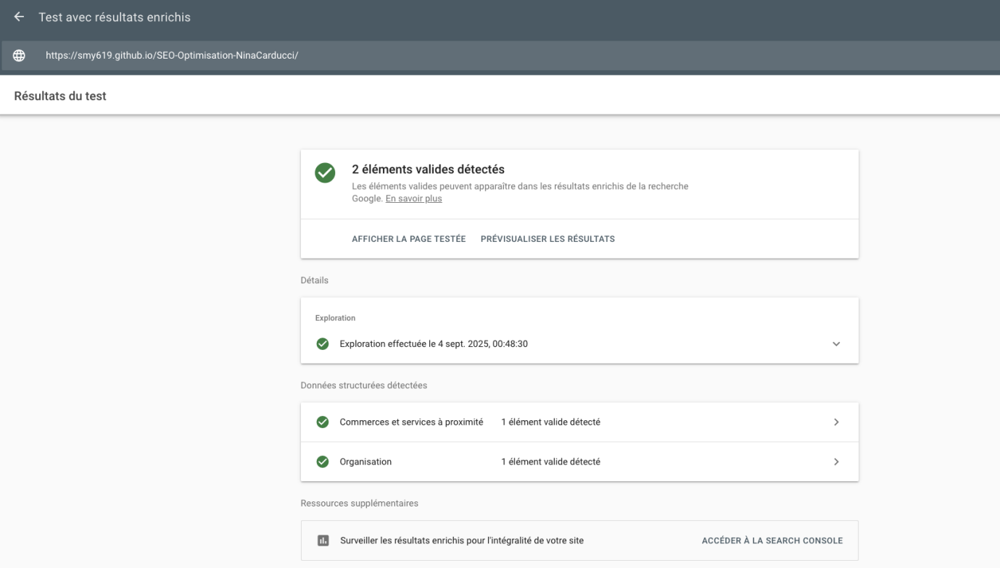 Test avec résultats enrichis
https://smy619.github.io/SEO-Optimisation-NinaCarducci/
Résultats du test
2 éléments valides détectés
Les éléments valides peuvent apparaître dans les résultats enrichis de la recherche
Google. En savoir plus
AFFICHER LA PAGE TESTÉE PRÉVISUALISER LES RÉSULTATS
Détails
Exploration
Exploration effectuée le 4 sept. 2025, 00:48:30
Données structurées détectées
Commerces et services à proximité 1 élément valide détecté
Organisation 1 élément valide détecté
Ressources supplémentaires
Surveiller les résultats enrichis pour l'intégralité de votre site ACCÉDER À LA SEARCH CONSOLE